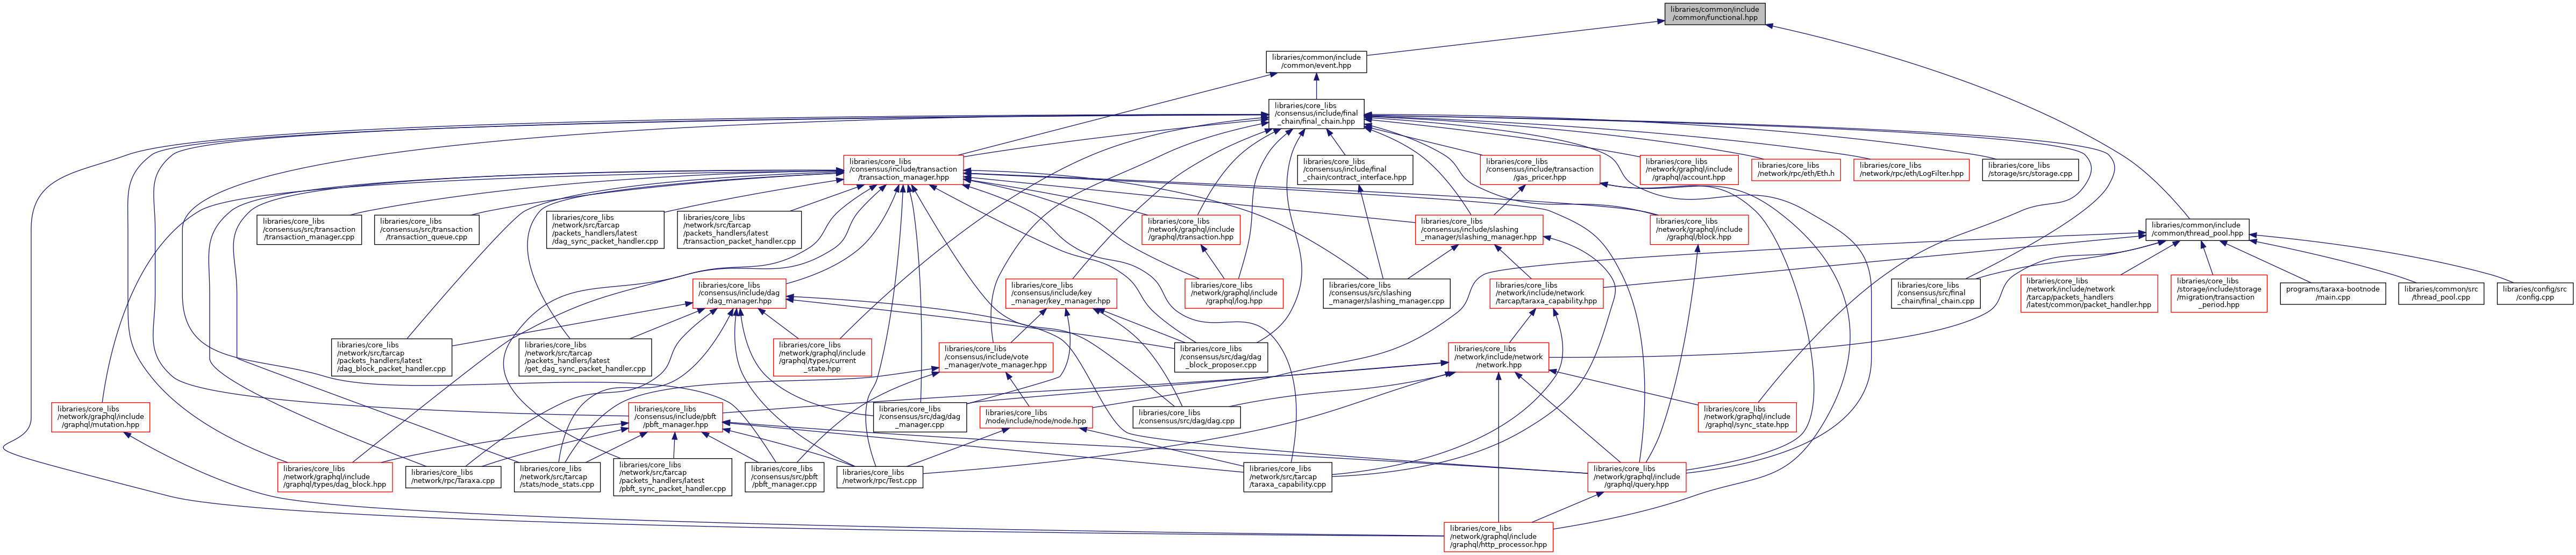 libraries/common/include
/common/functional.hpp
libraries/common/include
/common/event.hpp
libraries/core_libs
/consensus/include/final
_chain/final_chain.hpp
libraries/core_libs
/consensus/include/transaction
/transaction_manager.hpp
libraries/core_libs
/consensus/include/final
_chain/contract_interface.hpp
libraries/core_libs
/consensus/include/transaction
/gas_pricer.hpp
libraries/core_libs
/network/graphql/include
/graphql/account.hpp
libraries/core_libs
/network/rpc/eth/Eth.h
libraries/core_libs
/network/rpc/eth/LogFilter.hpp
libraries/core_libs
/storage/src/storage.cpp
libraries/core_libs
/consensus/src/transaction
/transaction_manager.cpp
libraries/core_libs
/consensus/src/transaction
/transaction_queue.cpp
libraries/core_libs
/network/src/tarcap
/packets_handlers/latest
/dag_sync_packet_handler.cpp
libraries/core_libs
/network/src/tarcap
/packets_handlers/latest
/transaction_packet_handler.cpp
libraries/core_libs
/network/graphql/include
/graphql/transaction.hpp
libraries/core_libs
/consensus/include/slashing
_manager/slashing_manager.hpp
libraries/core_libs
/network/graphql/include
/graphql/block.hpp
libraries/common/include
/common/thread_pool.hpp
libraries/core_libs
/consensus/include/dag
/dag_manager.hpp
libraries/core_libs
/consensus/include/key
_manager/key_manager.hpp
libraries/core_libs
/network/graphql/include
/graphql/log.hpp
libraries/core_libs
/consensus/src/slashing
_manager/slashing_manager.cpp
libraries/core_libs
/network/include/network
/tarcap/taraxa_capability.hpp
libraries/core_libs
/consensus/src/final
_chain/final_chain.cpp
libraries/core_libs
/network/include/network
/tarcap/packets_handlers
/latest/common/packet_handler.hpp
libraries/core_libs
/storage/include/storage
/migration/transaction
_period.hpp
programs/taraxa-bootnode
/main.cpp
libraries/common/src
/thread_pool.cpp
libraries/config/src
/config.cpp
libraries/core_libs
/network/src/tarcap
/packets_handlers/latest
/dag_block_packet_handler.cpp
libraries/core_libs
/network/src/tarcap
/packets_handlers/latest
/get_dag_sync_packet_handler.cpp
libraries/core_libs
/network/graphql/include
/graphql/types/current
_state.hpp
libraries/core_libs
/consensus/include/vote
_manager/vote_manager.hpp
libraries/core_libs
/consensus/src/dag/dag
_block_proposer.cpp
libraries/core_libs
/network/include/network
/network.hpp
libraries/core_libs
/network/graphql/include
/graphql/mutation.hpp
libraries/core_libs
/consensus/include/pbft
/pbft_manager.hpp
libraries/core_libs
/consensus/src/dag/dag
_manager.cpp
libraries/core_libs
/node/include/node/node.hpp
libraries/core_libs
/consensus/src/dag/dag.cpp
libraries/core_libs
/network/graphql/include
/graphql/sync_state.hpp
libraries/core_libs
/network/graphql/include
/graphql/types/dag_block.hpp
libraries/core_libs
/network/rpc/Taraxa.cpp
libraries/core_libs
/network/src/tarcap
/stats/node_stats.cpp
libraries/core_libs
/network/src/tarcap
/packets_handlers/latest
/pbft_sync_packet_handler.cpp
libraries/core_libs
/consensus/src/pbft
/pbft_manager.cpp
libraries/core_libs
/network/rpc/Test.cpp
libraries/core_libs
/network/src/tarcap
/taraxa_capability.cpp
libraries/core_libs
/network/graphql/include
/graphql/query.hpp
libraries/core_libs
/network/graphql/include
/graphql/http_processor.hpp